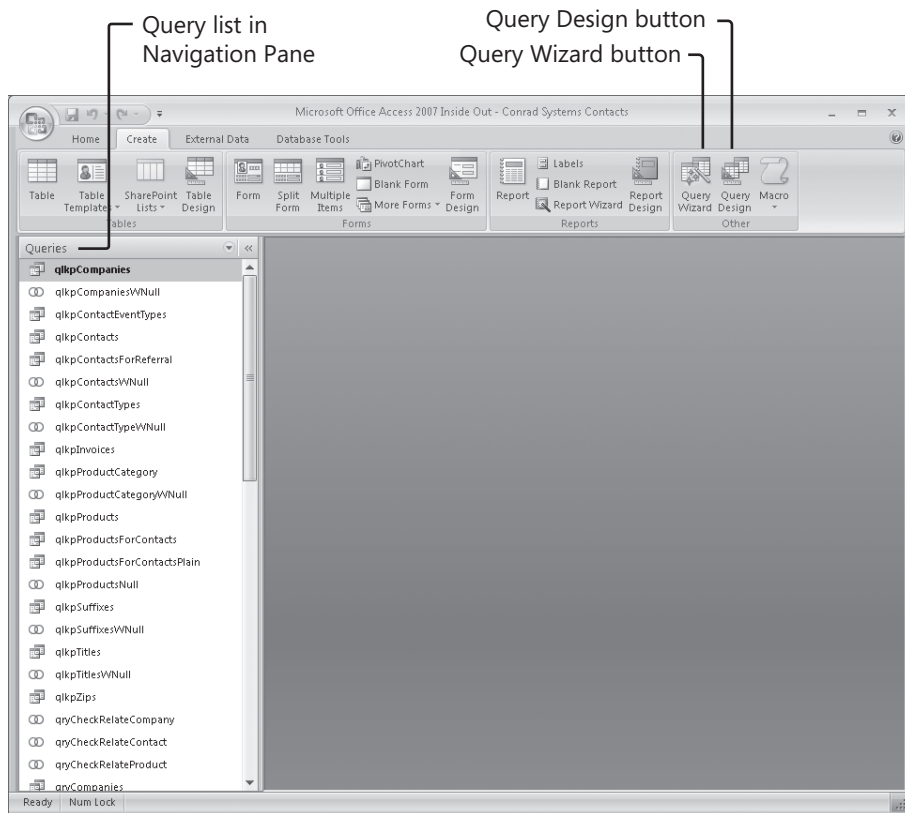 Query list in
Navigation Pane
Query Design button
Query Wizard button
Microsoft Office Access 2007 Inside Out - Conrad Systems Contacts
Home Create External Data Database Tools
Table
Table Templates
SharePoint Lists
Table Design
Tables
Form
Split Form
Multiple Items
PivotChart
Blank Form
More Forms
Form Design
Forms
Report
Labels
Blank Report
Report Wizard
Report Design
Reports
Query Wizard
Query Design
Macro
Other
Queries
qlkpCompanies
qlkpCompaniesWNull
qlkpContactEventTypes
qlkpContacts
qlkpContactsForReferral
qlkpContactsWNull
qlkpContactTypes
qlkpContactTypeWNull
qlkpInvoices
qlkpProductCategory
qlkpProductCategoryWNull
qlkpProducts
qlkpProductsForContacts
qlkpProductsForContactsPlain
qlkpProductsNull
qlkpSuffixes
qlkpSuffixesWNull
qlkpTitles
qlkpTitlesWNull
qlkpZips
qryCheckRelateCompany
qryCheckRelateContact
qryCheckRelateProduct
qryCompanies
Ready Num Lock